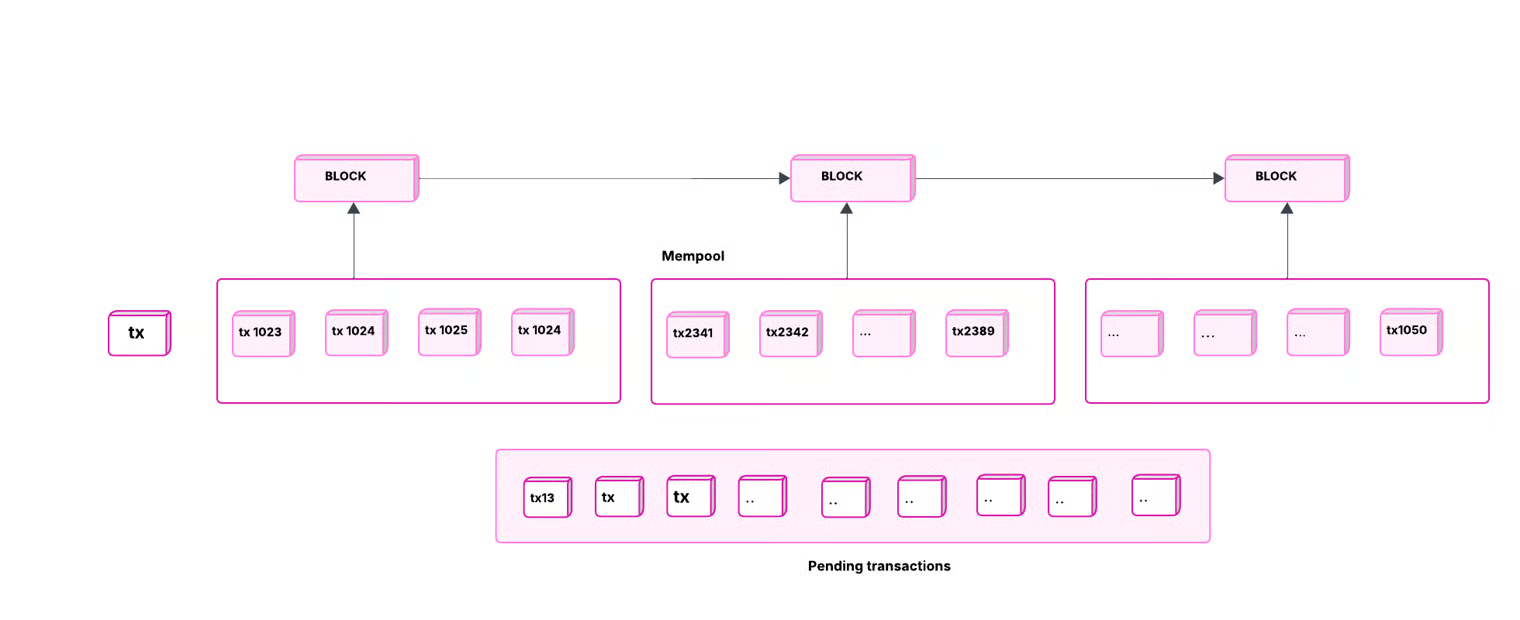 BLOCK
BLOCK
BLOCK
Mempool
tx
tx 1023
tx 1024
tx 1025
tx 1024
tx2341
tx2342
...
tx2389
...
...
...
tx1050
tx13
tx
tx
..
..
..
..
..
..
Pending transactions